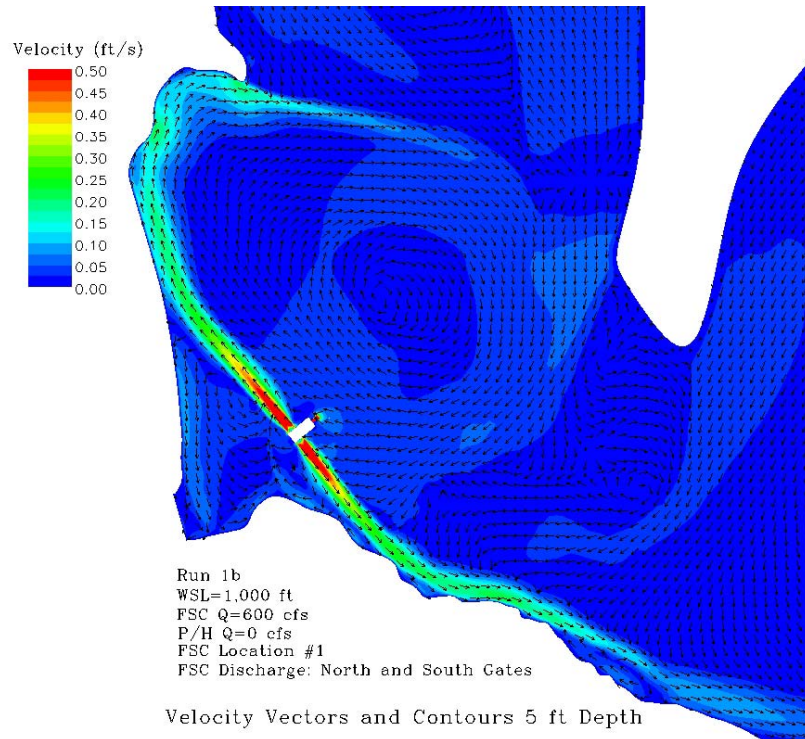 Velocity (ft/s)
0.50
0.45
0.40
0.35
0.30
0.25
0.20
0.15
0.10
0.05
0.00
Run 1b
WSL=1,000 ft
FSC Q=600 cfs
P/H Q=0 cfs
FSC Location #1
FSC Discharge: North and South Gates
Velocity Vectors and Contours 5 ft Depth